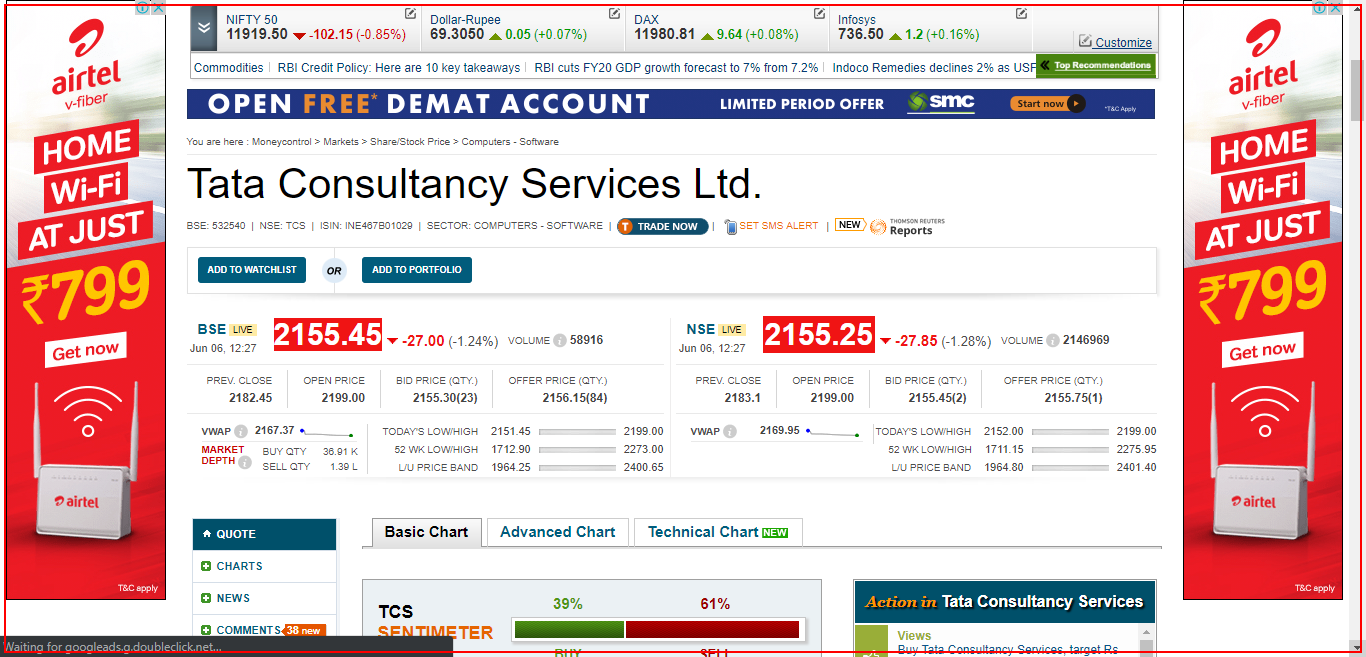 NIFTY 50
11919.50 -102.15 (-0.85%)
Dollar-Rupee
69.3050 0.05 (+0.07%)
DAX
11980.81 9.64 (+0.08%)
Infosys
736.50 1.2 (+0.16%)
Customize
Commodities | RBI Credit Policy: Here are 10 key takeaways | RBI cuts FY20 GDP growth forecast to 7% from 7.2% | Indoco Remedies declines 2% as USF
Top Recommendations
OPEN FREE* DEMAT ACCOUNT LIMITED PERIOD OFFER smc Start now *T&C Apply
You are here : Moneycontrol > Markets > Share/Stock Price > Computers - Software
Tata Consultancy Services Ltd.
BSE: 532540 | NSE: TCS | ISIN: INE467B01029 | SECTOR: COMPUTERS - SOFTWARE | T TRADE NOW | SET SMS ALERT | NEW THOMSON REUTERS Reports
ADD TO WATCHLIST OR ADD TO PORTFOLIO
BSE LIVE 2155.45 -27.00 (-1.24%) VOLUME 58916
Jun 06, 12:27
PREV. CLOSE OPEN PRICE BID PRICE (QTY.) OFFER PRICE (QTY.)
2182.45 2199.00 2155.30(23) 2156.15(84)
VWAP 2167.37
MARKET DEPTH
BUY QTY 36.91 K
SELL QTY 1.39 L
TODAY'S LOW/HIGH 2151.45 2199.00
52 WK LOW/HIGH 1712.90 2273.00
L/U PRICE BAND 1964.25 2400.65
NSE LIVE 2155.25 -27.85 (-1.28%) VOLUME 2146969
Jun 06, 12:27
PREV. CLOSE OPEN PRICE BID PRICE (QTY.) OFFER PRICE (QTY.)
2183.1 2199.00 2155.45(2) 2155.75(1)
VWAP 2169.95
TODAY'S LOW/HIGH 2152.00 2199.00
52 WK LOW/HIGH 1711.15 2275.95
L/U PRICE BAND 1964.80 2401.40
QUOTE
CHARTS
NEWS
COMMENTS 38 new
Basic Chart
Advanced Chart
Technical Chart NEW
TCS
SENTIMETER
39% 61%
BUY SELL
Action in Tata Consultancy Services
Views
Buy Tata Consultancy Services, target Rs
Waiting for googleads.g.doubleclick.net...
airtel
v-fiber
HOME
Wi-Fi
AT JUST
₹799
Get now
airtel
T&C apply
airtel
v-fiber
HOME
Wi-Fi
AT JUST
₹799
Get now
airtel
T&C apply